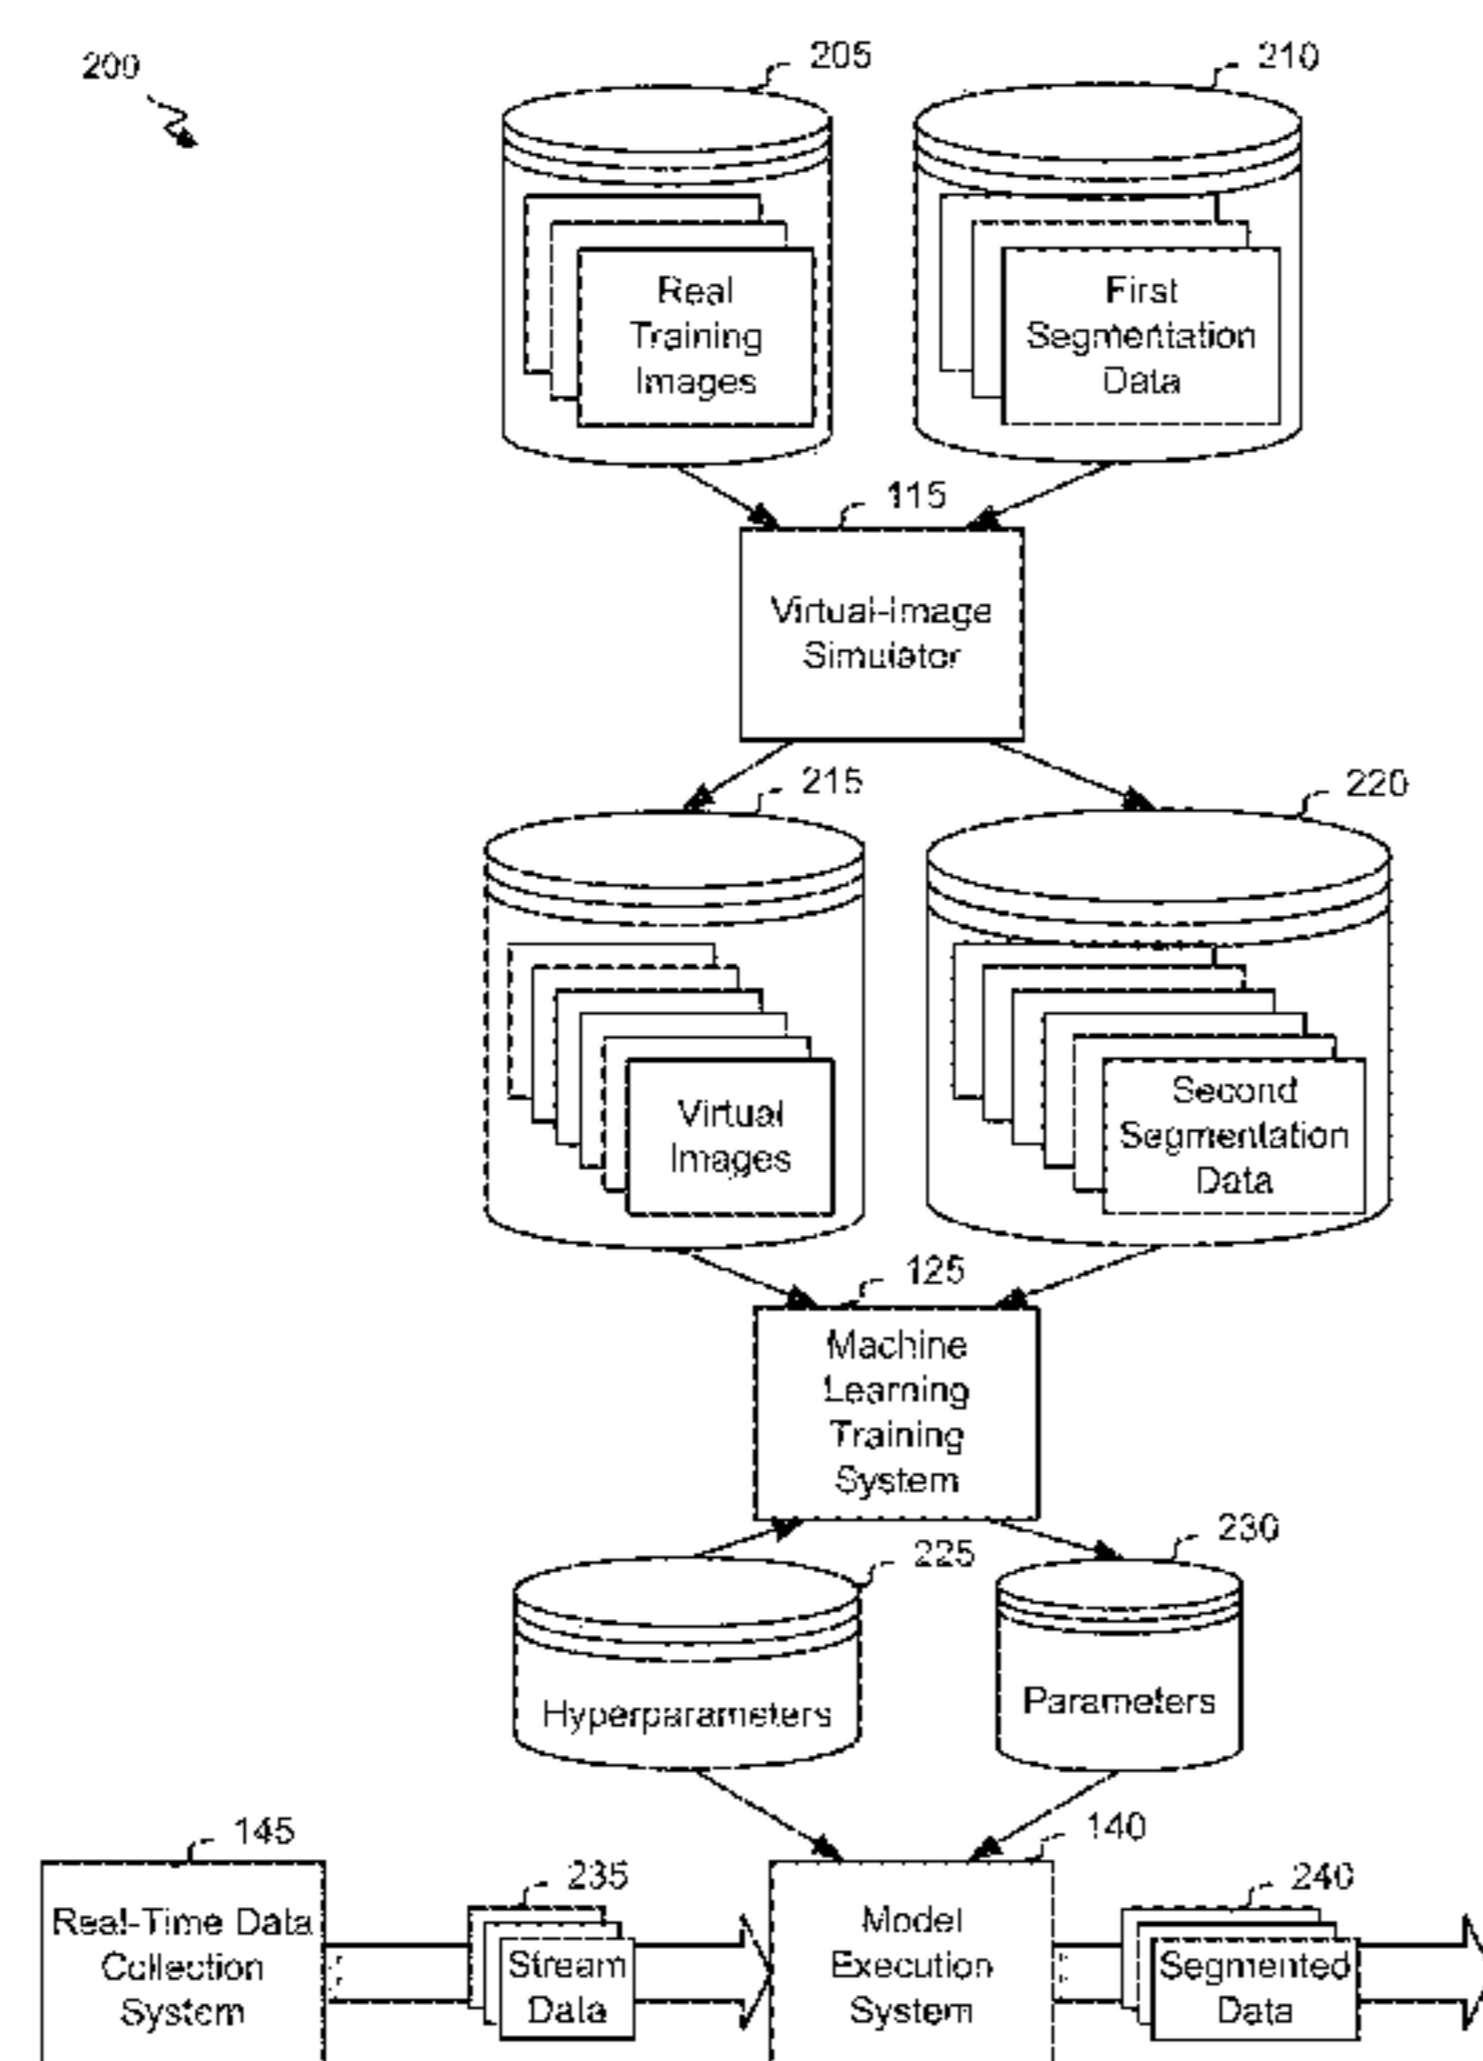 200
205
210
Real
Training
Images
First
Segmentation
Data
115
Virtual-Image
Simulator
215
220
Virtual
Images
Second
Segmentation
Data
125
Machine
Learning
Training
System
225
230
Hyperparameters
Parameters
145
235
140
240
Real-Time Data
Collection
System
Stream
Data
Model
Execution
System
Segmented
Data